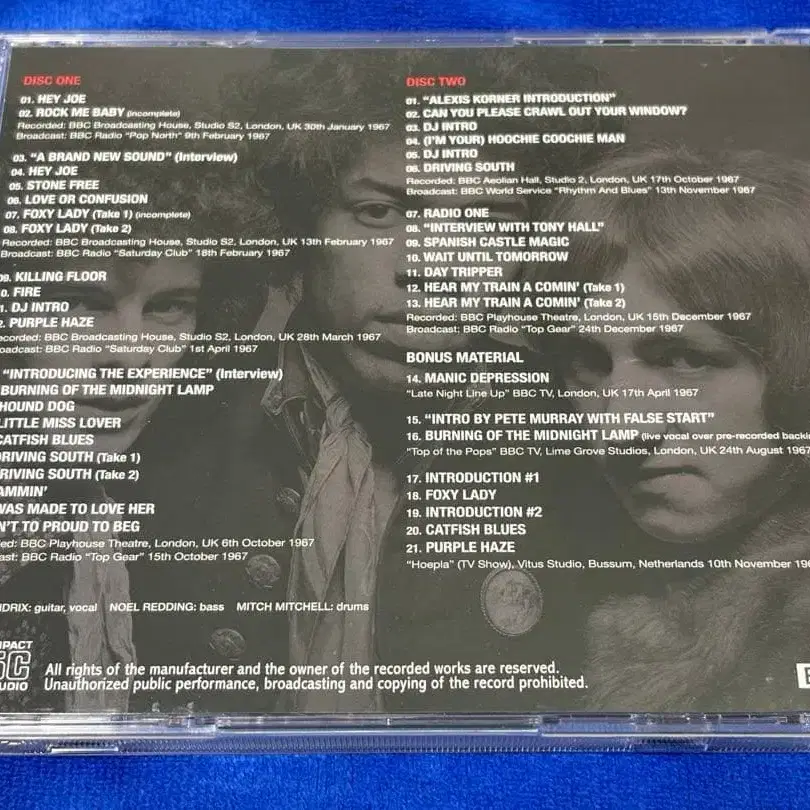 DISC ONE
01. HEY JOE
02. ROCK ME BABY (incomplete)
Recorded: BBC Broadcasting House, Studio S2, London, UK 30th January 1967
Broadcast: BBC Radio "Pop North" 9th February 1967
03. "A BRAND NEW SOUND" (Interview)
04. HEY JOE
05. STONE FREE
06. LOVE OR CONFUSION
07. FOXY LADY (Take 1) (incomplete)
08. FOXY LADY (Take 2)
Recorded: BBC Broadcasting House, Studio S2, London, UK 13th February 1967
Broadcast: BBC Radio "Saturday Club" 18th February 1967
09. KILLING FLOOR
0. FIRE
1. DJ INTRO
2. PURPLE HAZE
corded: BBC Broadcasting House, Studio S2, London, UK 28th March 1967
oadcast: BBC Radio "Saturday Club" 1st April 1967
"INTRODUCING THE EXPERIENCE" (Interview)
BURNING OF THE MIDNIGHT LAMP
HOUND DOG
LITTLE MISS LOVER
CATFISH BLUES
DRIVING SOUTH (Take 1)
DRIVING SOUTH (Take 2)
AMMIN'
WAS MADE TO LOVE HER
N'T TO PROUD TO BEG
ed: BBC Playhouse Theatre, London, UK 6th October 1967
ast: BBC Radio "Top Gear" 15th October 1967
NDRIX: guitar, vocal NOEL REDDING: bass MITCH MITCHELL: drums
DISC TWO
01. "ALEXIS KORNER INTRODUCTION"
02. CAN YOU PLEASE CRAWL OUT YOUR WINDOW?
03. DJ INTRO
04. (I'M YOUR) HOOCHIE COOCHIE MAN
05. DJ INTRO
06. DRIVING SOUTH
Recorded: BBC Aeolian Hall, Studio 2, London, UK 17th October 1967
Broadcast: BBC World Service "Rhythm And Blues" 13th November 1967
07. RADIO ONE
08. "INTERVIEW WITH TONY HALL"
09. SPANISH CASTLE MAGIC
10. WAIT UNTIL TOMORROW
11. DAY TRIPPER
12. HEAR MY TRAIN A COMIN' (Take 1)
13. HEAR MY TRAIN A COMIN' (Take 2)
Recorded: BBC Playhouse Theatre, London, UK 15th December 1967
Broadcast: BBC Radio "Top Gear" 24th December 1967
BONUS MATERIAL
14. MANIC DEPRESSION
"Late Night Line Up" BBC TV, London, UK 17th April 1967
15. "INTRO BY PETE MURRAY WITH FALSE START"
16. BURNING OF THE MIDNIGHT LAMP (live vocal over pre-recorded backin
"Top of the Pops" BBC TV, Lime Grove Studios, London, UK 24th August 1967
17. INTRODUCTION #1
18. FOXY LADY
19. INTRODUCTION #2
20. CATFISH BLUES
21. PURPLE HAZE
"Hoepla" (TV Show), Vitus Studio, Bussum, Netherlands 10th November 196
MPACT
AUDIO
All rights of the manufacturer and the owner of the recorded works are reserved.
Unauthorized public performance, broadcasting and copying of the record prohibited.